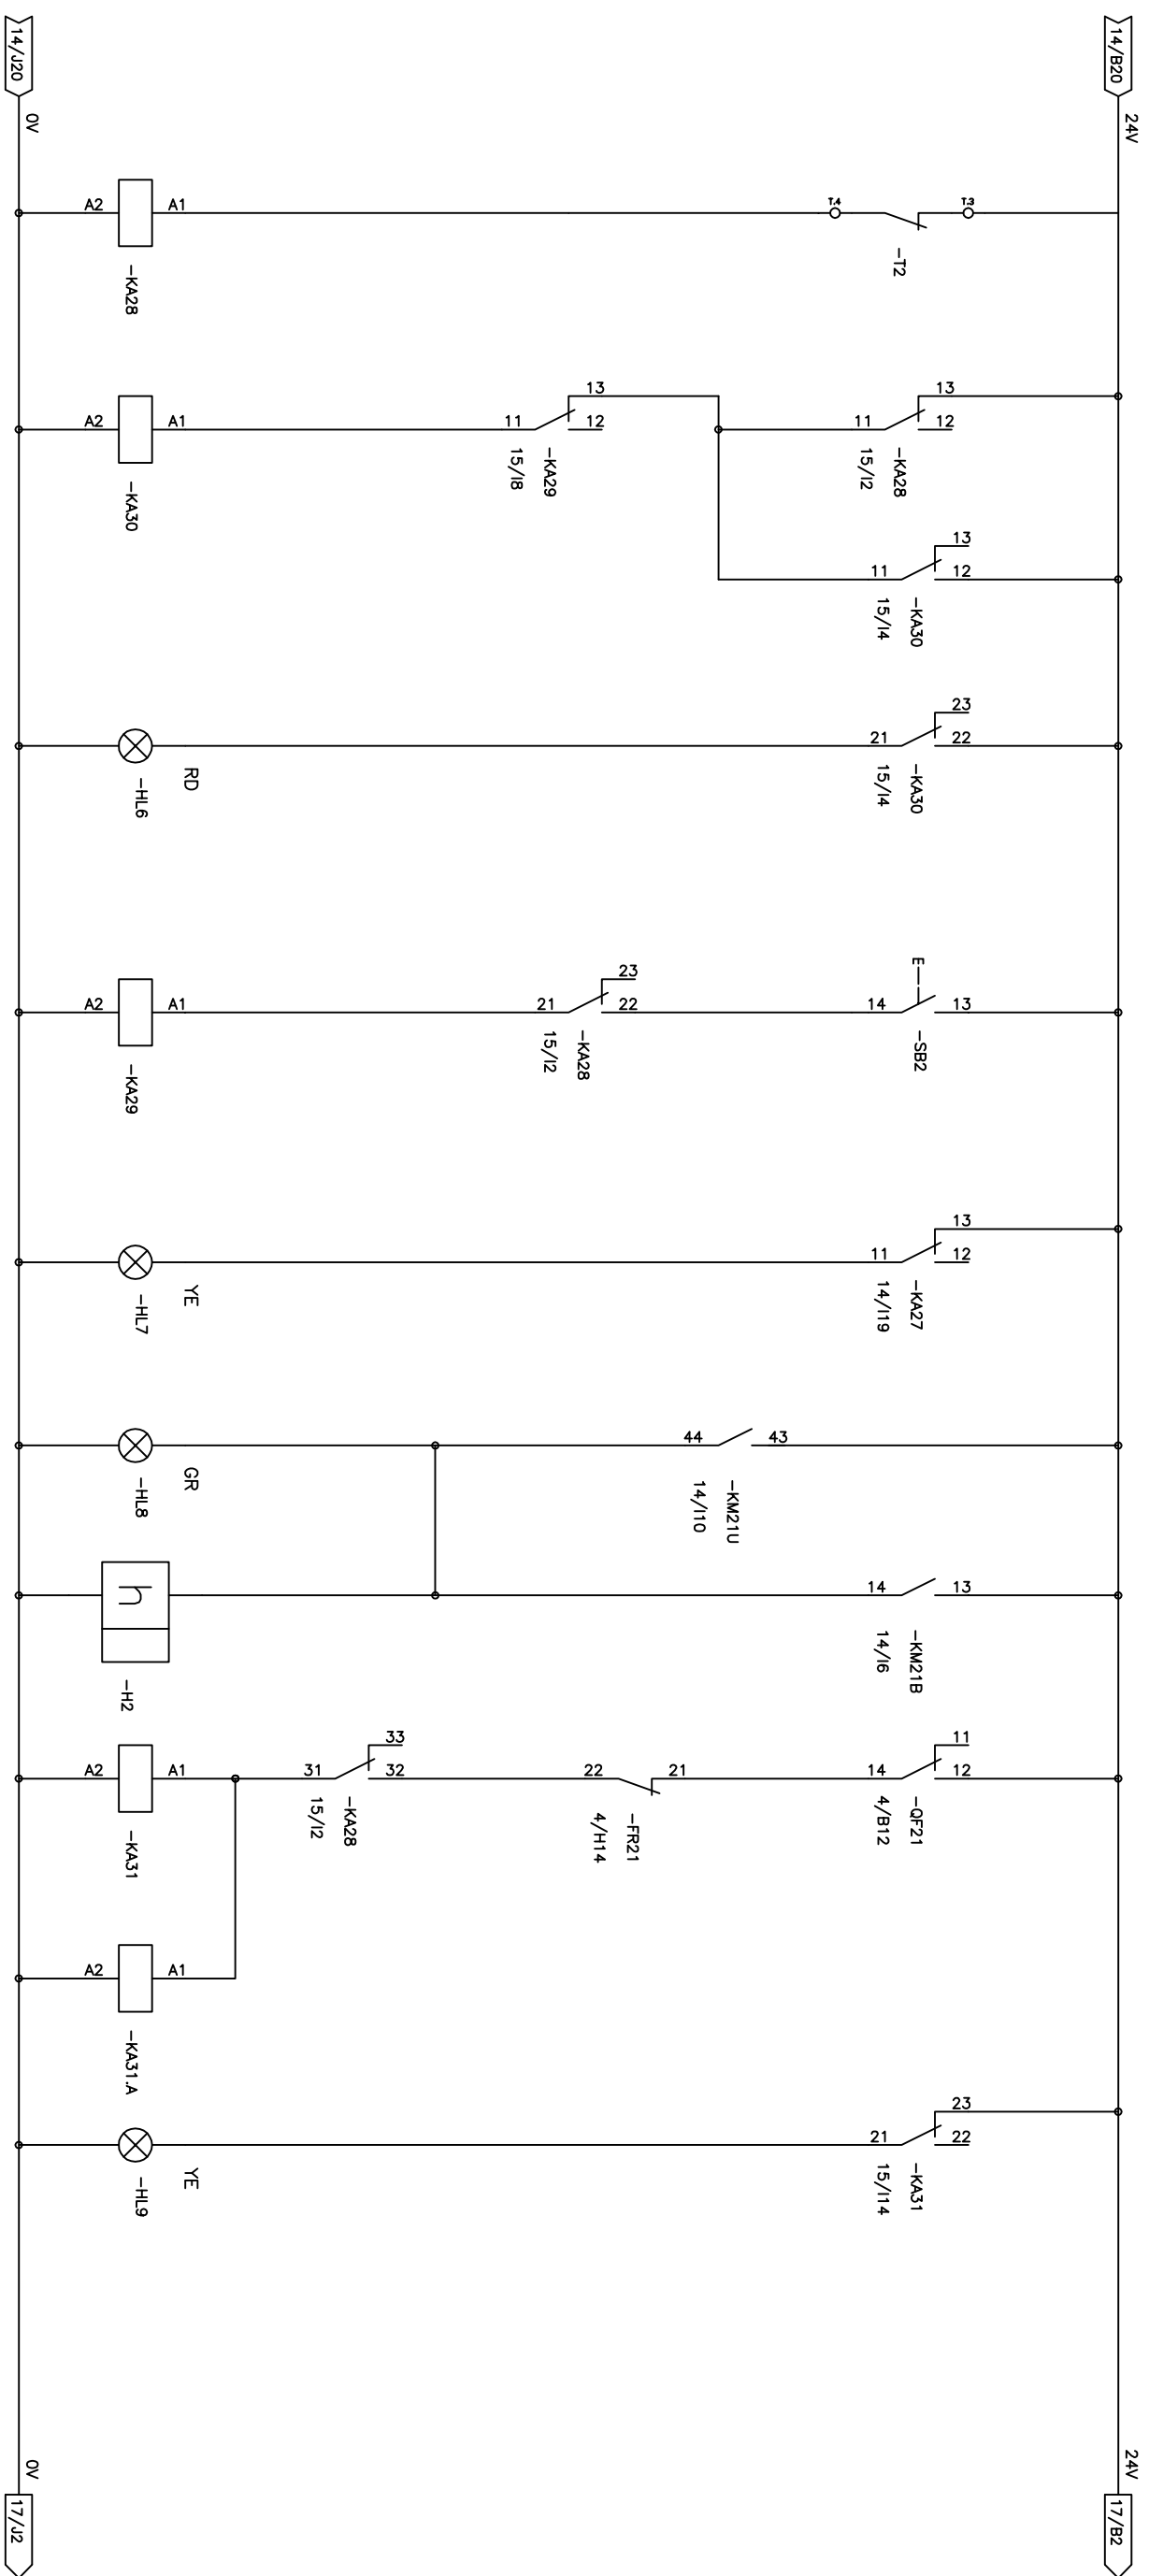 14/J20
0V
14/B20
24V
A2
A1
-KA28
T.4
T.3
-T2
A2
A1
-KA30
13
11
12
-KA29
15/I8
13
11
12
-KA28
15/I2
13
11
12
-KA30
15/I4
RD
-HL6
23
21
22
-KA30
15/I4
A2
A1
-KA29
23
21
22
-KA28
15/I2
E
14
13
-SB2
YE
-HL7
13
11
12
-KA27
14/I19
GR
-HL8
44
43
-KM21U
14/I10
h
-H2
14
13
-KM21B
14/I6
A2
A1
-KA31
33
31
32
-KA28
15/I2
22
21
-FR21
4/H14
11
14
12
-QF21
4/B12
A2
A1
-KA31.A
YE
-HL9
23
21
22
-KA31
15/I14
0V
17/J2
24V
17/B2